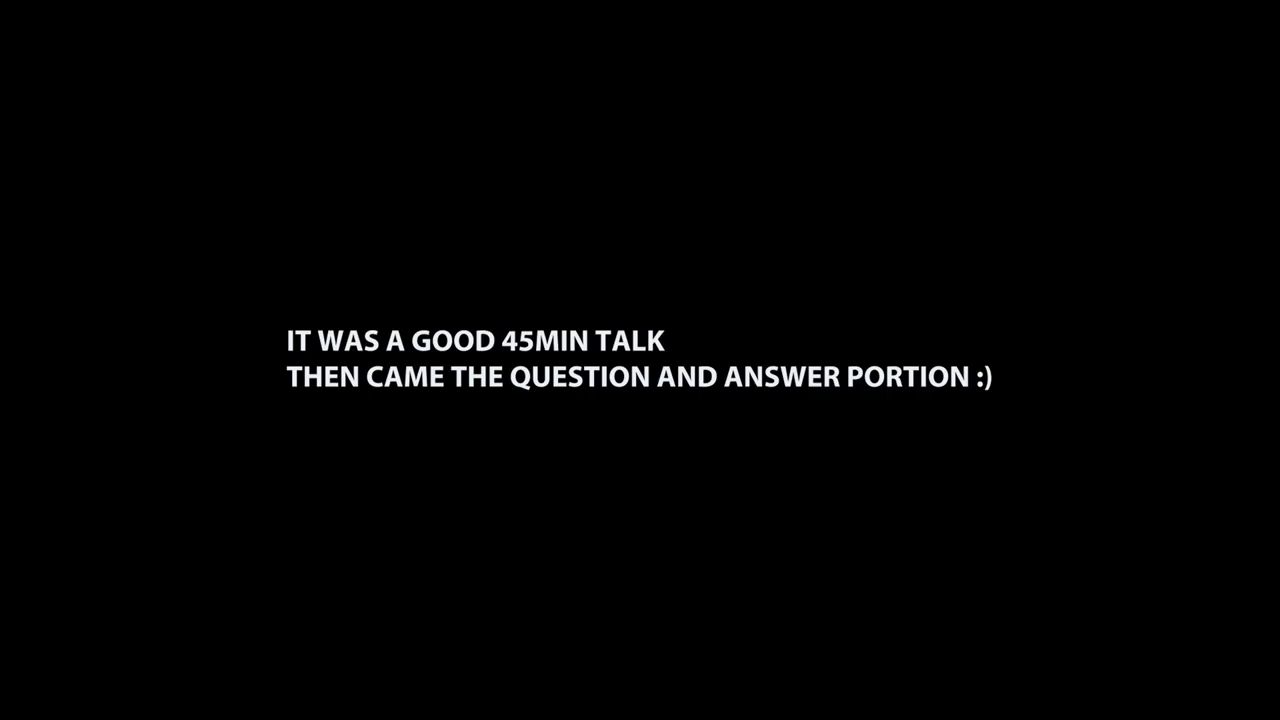 IT WAS A GOOD 45MIN TALK
THEN CAME THE QUESTION AND ANSWER PORTION :)